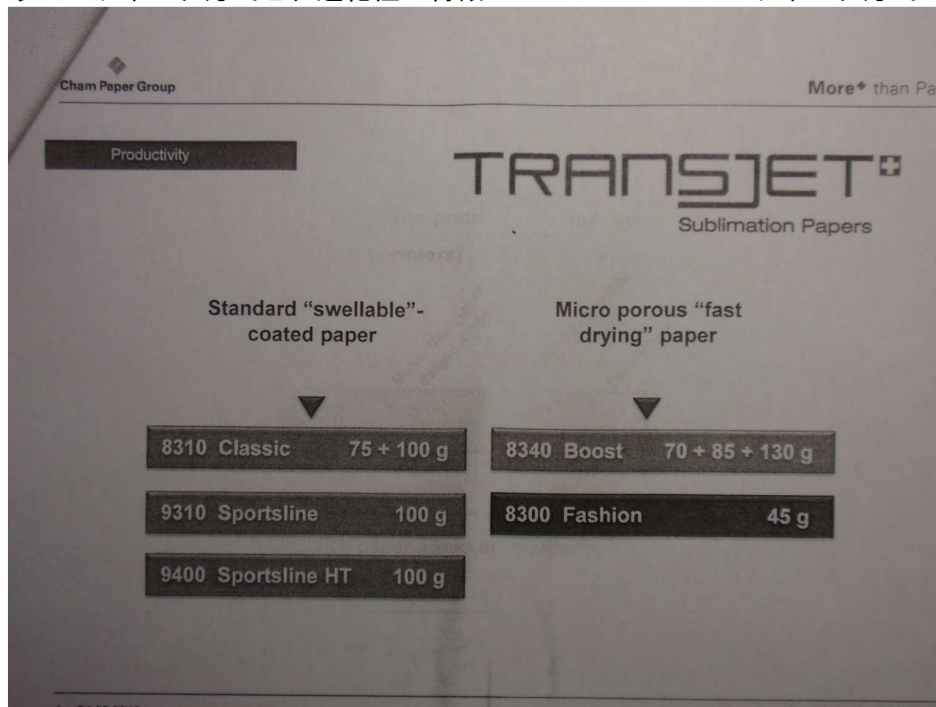 Cham Paper Group
More than Pa
Productivity
TRANSJET
Sublimation Papers
Standard “swellable”-
coated paper
Micro porous “fast
drying” paper
8310 Classic 75 + 100 g
8340 Boost 70 + 85 + 130 g
9310 Sportsline 100 g
8300 Fashion 45 g
9400 Sportsline HT 100 g